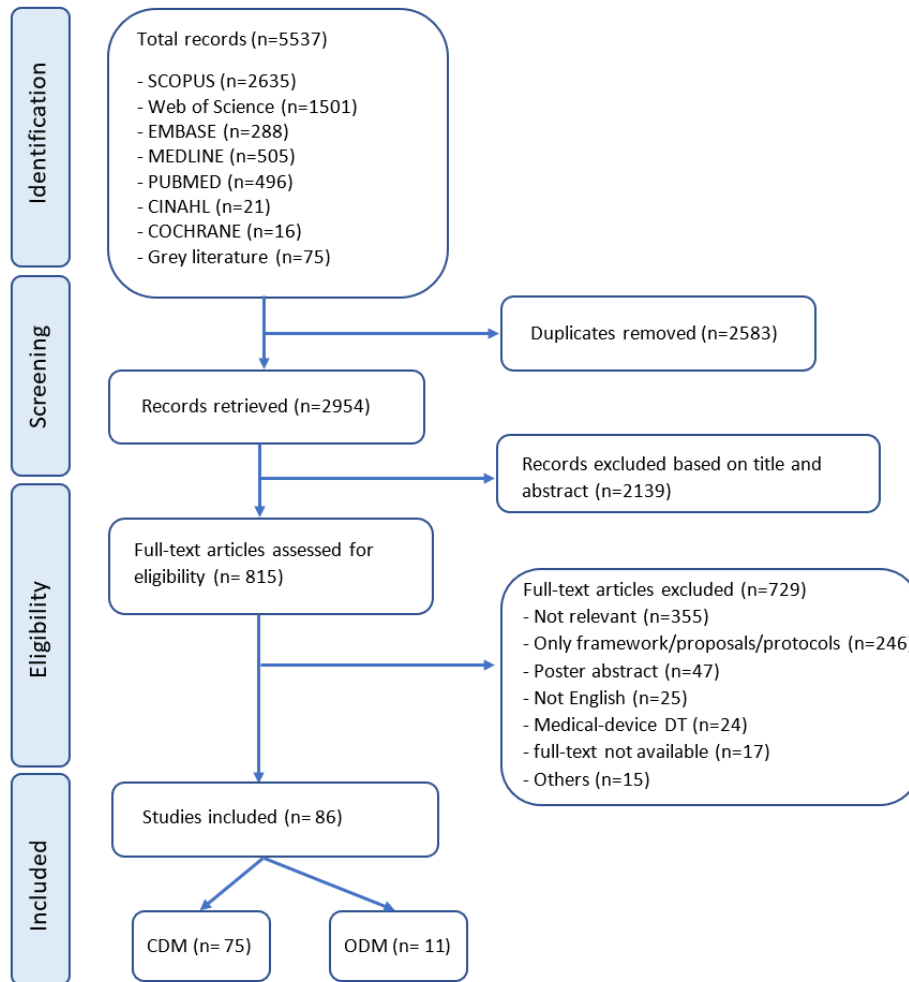 Identification
Total records (n=5537)
- SCOPUS (n=2635)
- Web of Science (n=1501)
- EMBASE (n=288)
- MEDLINE (n=505)
- PUBMED (n=496)
- CINAHL (n=21)
- COCHRANE (n=16)
- Grey literature (n=75)
Screening
Duplicates removed (n=2583)
Records retrieved (n=2954)
Records excluded based on title and
abstract (n=2139)
Eligibility
Full-text articles assessed for
eligibility (n= 815)
Full-text articles excluded (n=729)
- Not relevant (n=355)
- Only framework/proposals/protocols (n=246)
- Poster abstract (n=47)
- Not English (n=25)
- Medical-device DT (n=24)
- full-text not available (n=17)
- Others (n=15)
Included
Studies included (n= 86)
CDM (n= 75)
ODM (n= 11)